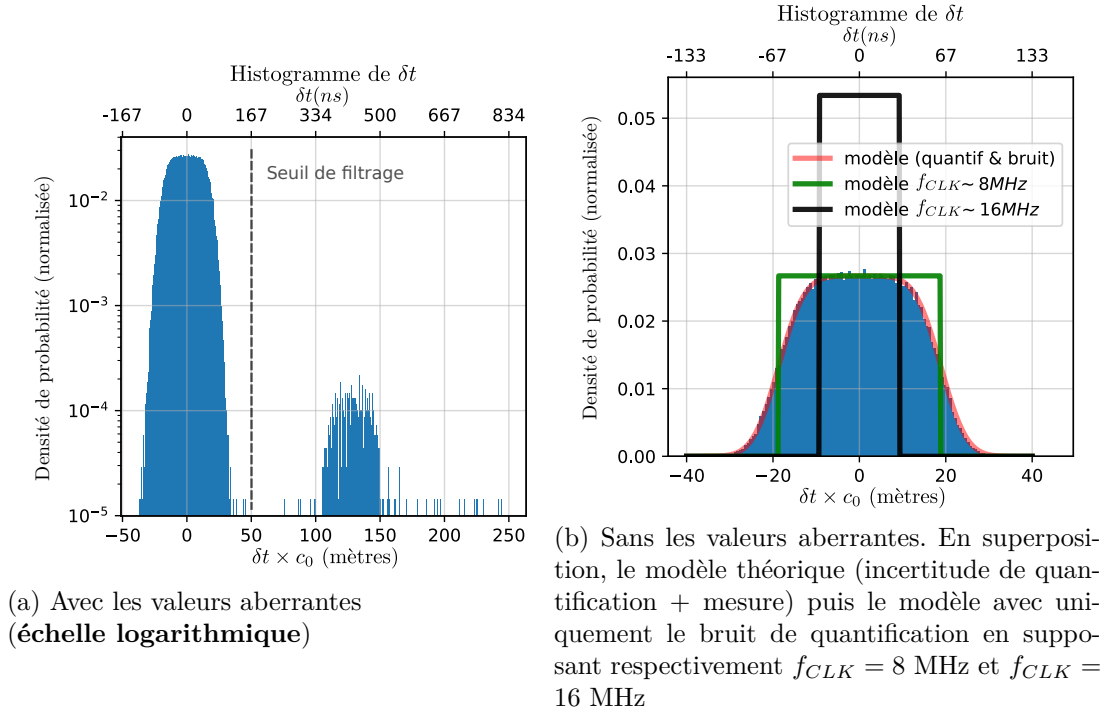 Histogramme de δt
δt(ns)
-167 0 167 334 500 667 834
Densité de probabilité (normalisée)
10⁻²
10⁻³
10⁻⁴
10⁻⁵
Seuil de filtrage
−50 0 50 100 150 200 250
δt × c₀ (mètres)
(a) Avec les valeurs aberrantes
(échelle logarithmique)
Histogramme de δt
δt(ns)
-133 -67 0 67 133
Densité de probabilité (normalisée)
0.05
0.04
0.03
0.02
0.01
0.00
modèle (quantif & bruit)
modèle f_CLK ~ 8MHz
modèle f_CLK ~ 16MHz
−40 −20 0 20 40
δt × c₀ (mètres)
(b) Sans les valeurs aberrantes. En superposi-
tion, le modèle théorique (incertitude de quan-
tification + mesure) puis le modèle avec uni-
quement le bruit de quantification en suppo-
sant respectivement f_CLK = 8 MHz et f_CLK =
16 MHz